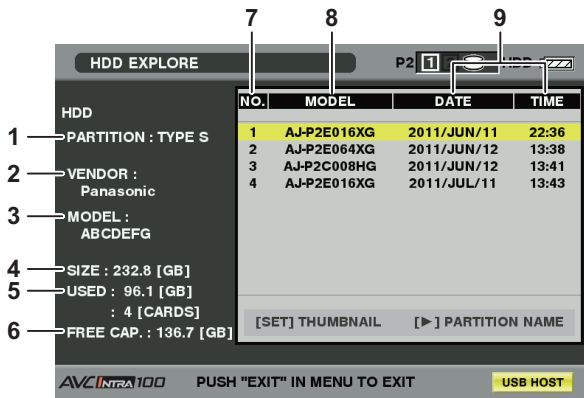 7 8 9
HDD EXPLORE P2 1 HDD
NO. MODEL DATE TIME
HDD
1 PARTITION : TYPE S
1 AJ-P2E016XG 2011/JUN/11 22:36
2 AJ-P2E064XG 2011/JUN/12 13:38
3 AJ-P2C008HG 2011/JUN/12 13:41
4 AJ-P2E016XG 2011/JUL/11 13:43
2 VENDOR :
Panasonic
3 MODEL :
ABCDEFG
4 SIZE : 232.8 [GB]
5 USED : 96.1 [GB]
: 4 [CARDS]
6 FREE CAP. : 136.7 [GB]
[SET] THUMBNAIL [▶] PARTITION NAME
AVC INTRA 100 PUSH "EXIT" IN MENU TO EXIT USB HOST